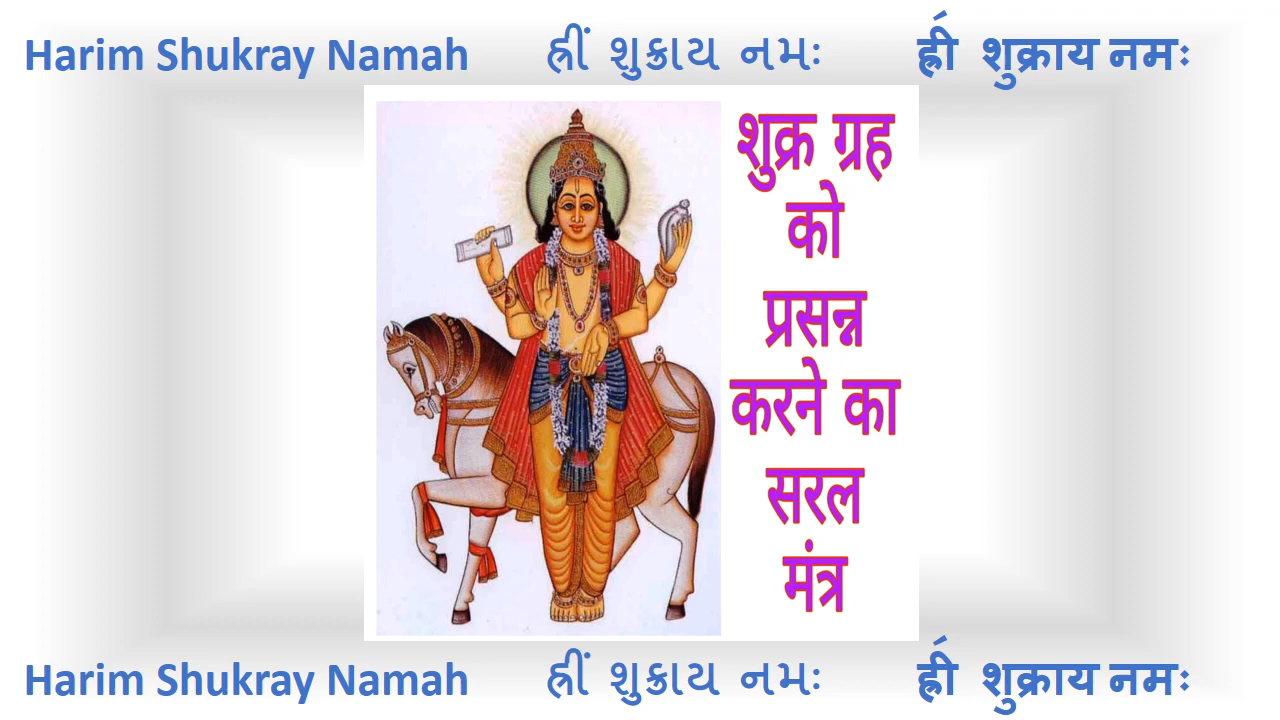 Harim Shukray Namah હ્રીં શુક્રાય નમઃ ह्री॔ शुक्राय नमः
शुक्र ग्रह
को
प्रसन्न
करने का
सरल
मंत्र
Harim Shukray Namah હ્રીં શુક્રાય નમઃ ह्री॔ शुक्राय नमः